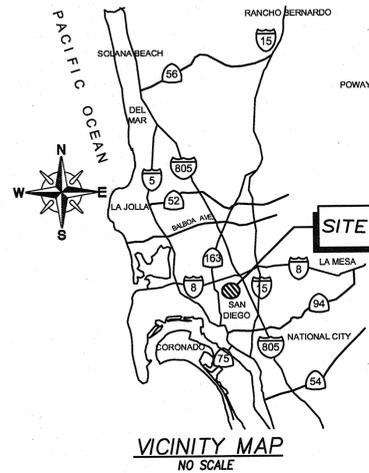 RANCHO BERNARDO
PACIFIC OCEAN
15
SOLANA BEACH
56
POWAY
DEL
MAR
N
W E
S
805
5
52
LA JOLLA
BALBOA AVE.
SITE
163
8
LA MESA
8
15
SAN
DIEGO
94
CORONADO
75
NATIONAL CITY
805
54
VICINITY MAP
NO SCALE